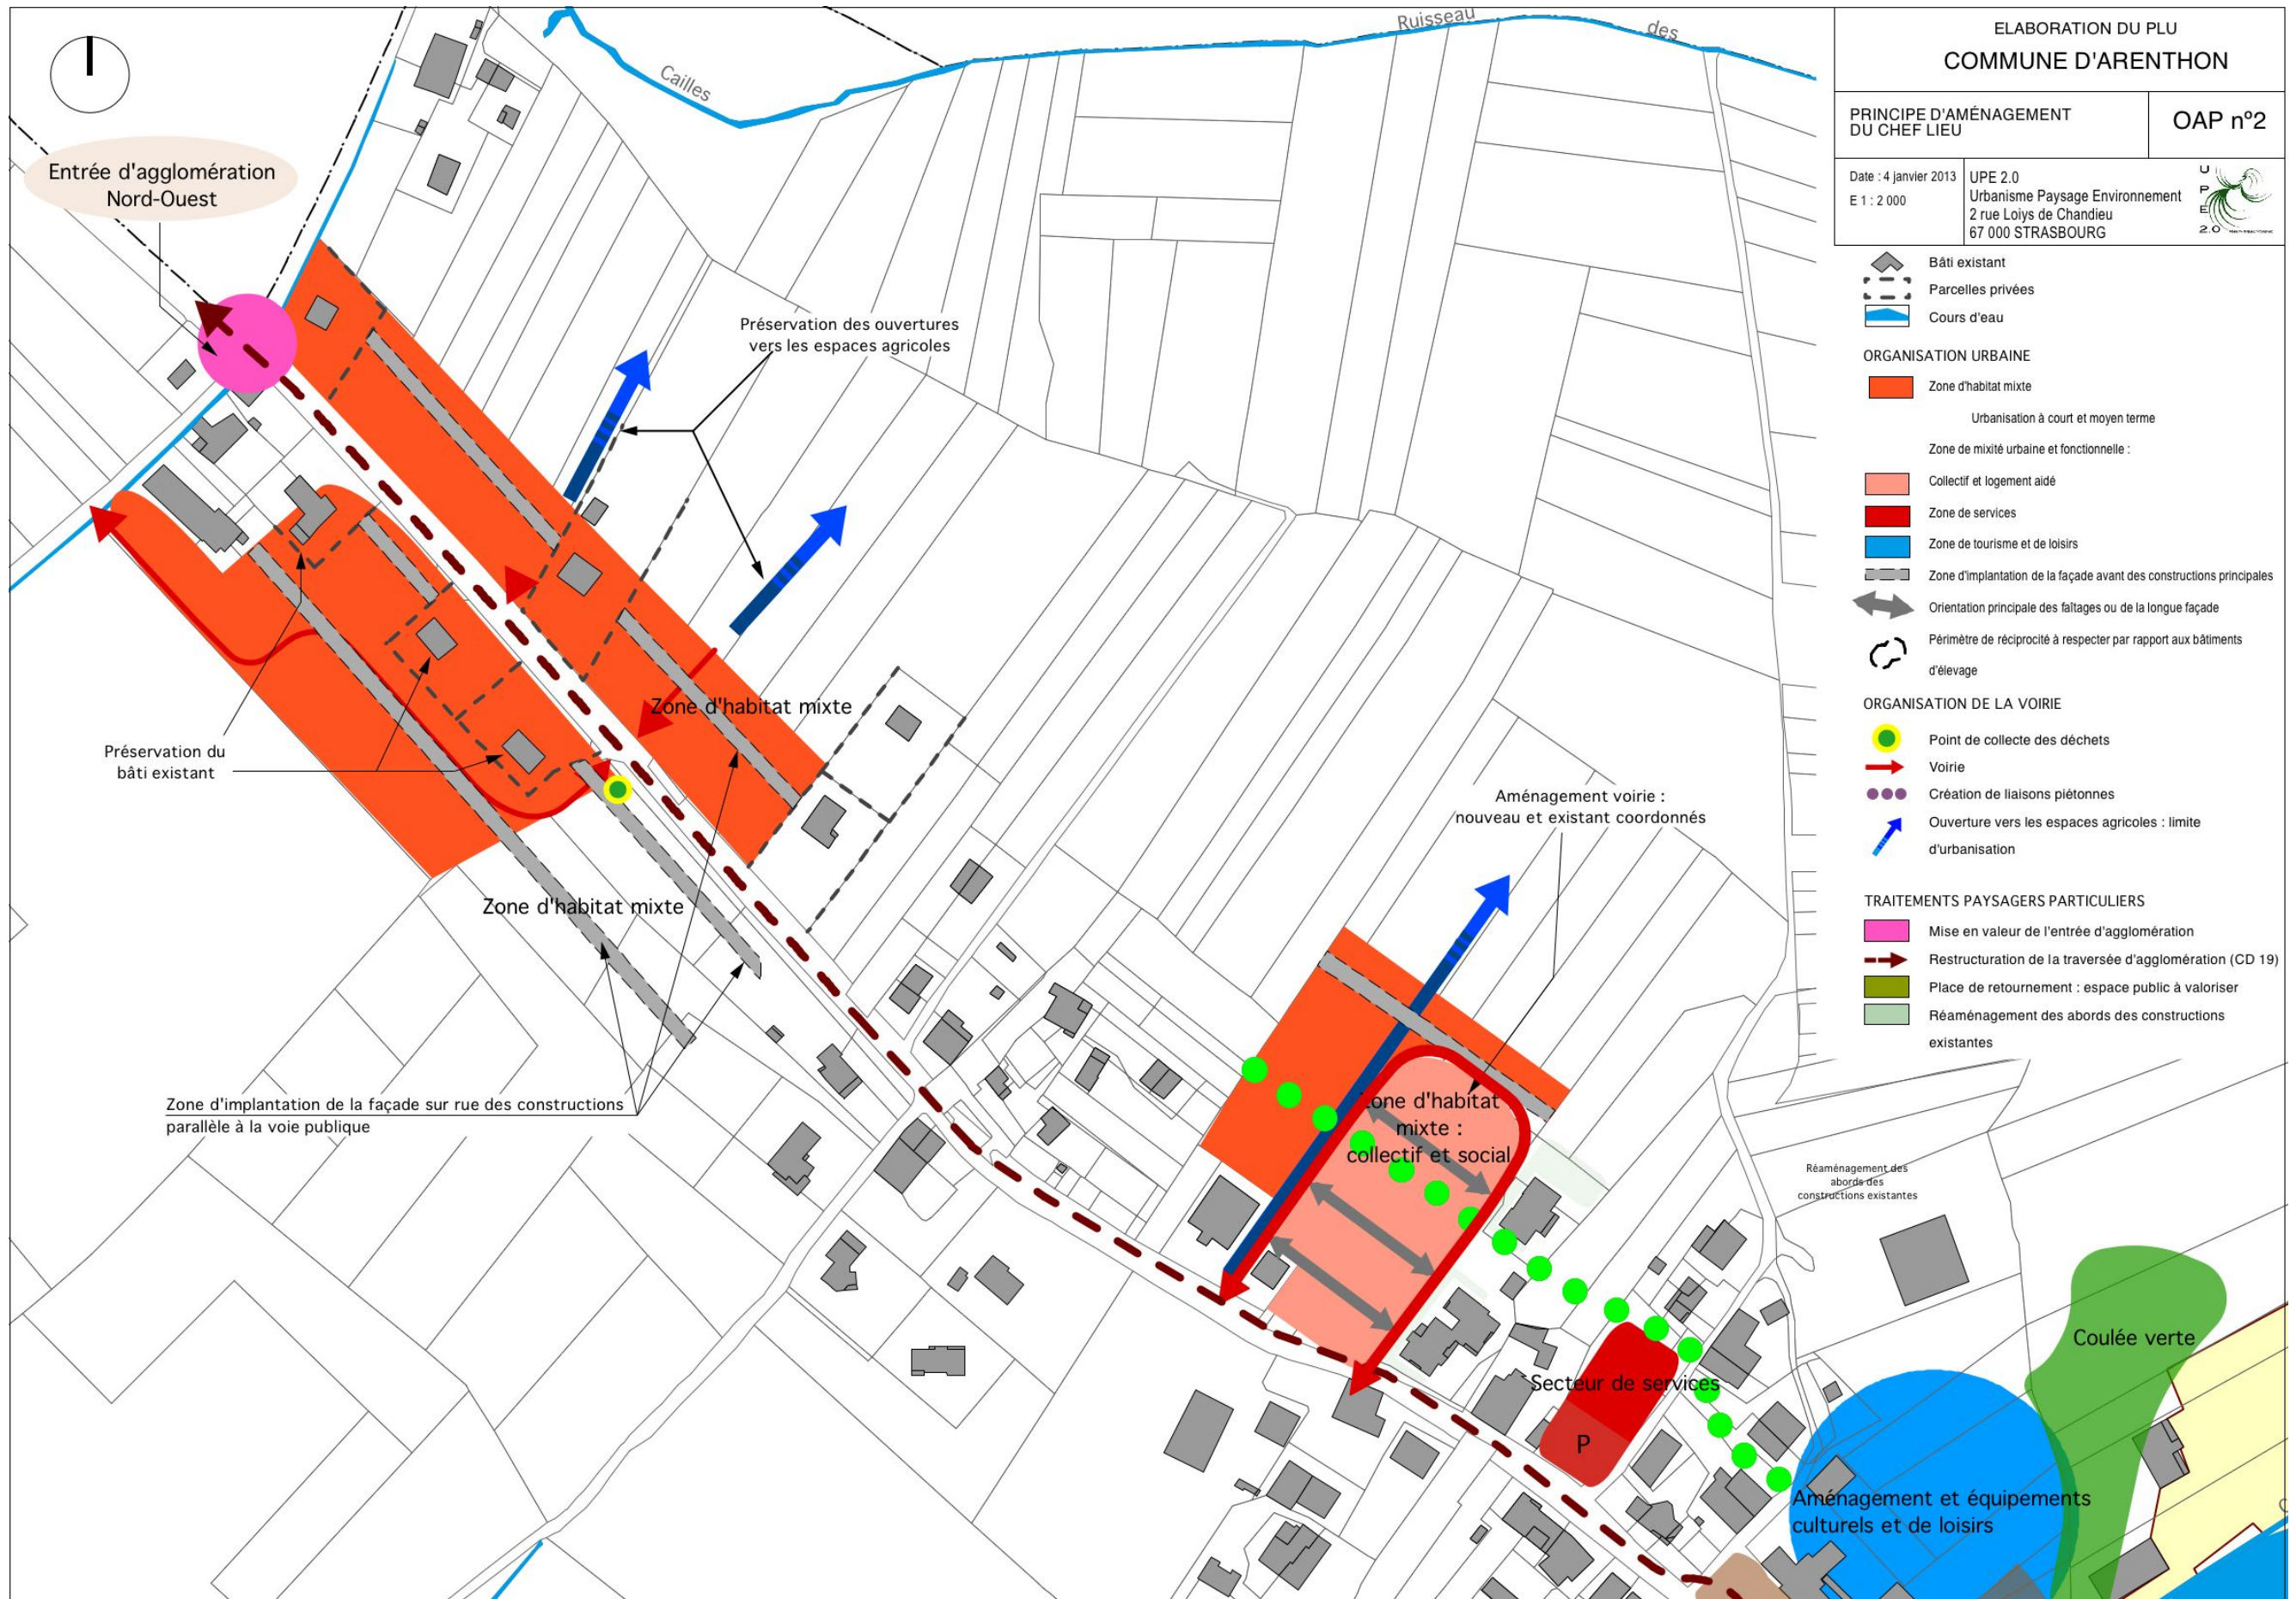 Ruisseau
des
Cailles
Entrée d'agglomération
Nord-Ouest
Préservation des ouvertures
vers les espaces agricoles
Zone d'habitat mixte
Préservation du
bâti existant
Zone d'habitat mixte
Aménagement voirie :
nouveau et existant coordonnés
Zone d'implantation de la façade sur rue des constructions
parallèle à la voie publique
Zone d'habitat
mixte :
collectif et social
Réaménagement des
abords des
constructions existantes
Secteur de services
P
Coulée verte
Aménagement et équipements
culturels et de loisirs
ELABORATION DU PLU
COMMUNE D'ARENTHON
PRINCIPE D'AMÉNAGEMENT
DU CHEF LIEU
OAP nº2
Date : 4 janvier 2013
E 1 : 2 000
UPE 2.0
Urbanisme Paysage Environnement
2 rue Loiys de Chandieu
67 000 STRASBOURG
U
P
E
2.0
Bâti existant
Parcelles privées
Cours d'eau
ORGANISATION URBAINE
Zone d'habitat mixte
Urbanisation à court et moyen terme
Zone de mixité urbaine et fonctionnelle :
Collectif et logement aidé
Zone de services
Zone de tourisme et de loisirs
Zone d'implantation de la façade avant des constructions principales
Orientation principale des faîtages ou de la longue façade
Périmètre de réciprocité à respecter par rapport aux bâtiments
d'élevage
ORGANISATION DE LA VOIRIE
Point de collecte des déchets
Voirie
Création de liaisons piétonnes
Ouverture vers les espaces agricoles : limite
d'urbanisation
TRAITEMENTS PAYSAGERS PARTICULIERS
Mise en valeur de l'entrée d'agglomération
Restructuration de la traversée d'agglomération (CD 19)
Place de retournement : espace public à valoriser
Réaménagement des abords des constructions
existantes